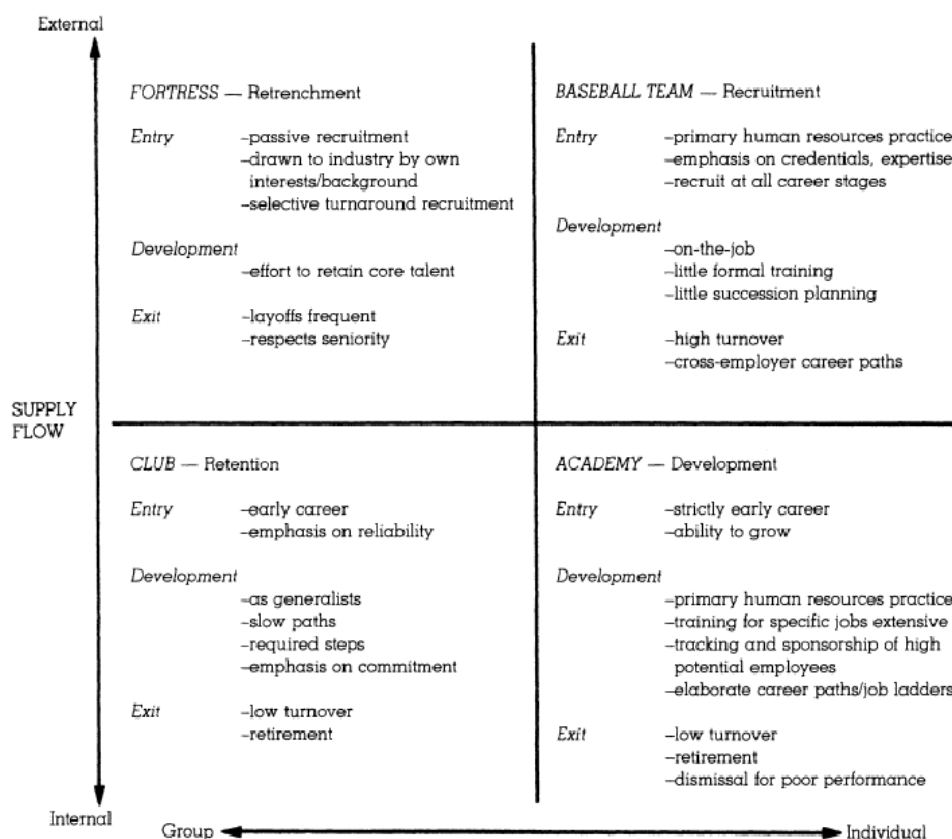 External
FORTRESS — Retrenchment
Entry -passive recruitment
-drawn to industry by own
interests/background
-selective turnaround recruitment
Development
-effort to retain core talent
Exit -layoffs frequent
-respects seniority
BASEBALL TEAM — Recruitment
Entry -primary human resources practice
-emphasis on credentials, expertise
-recruit at all career stages
Development
-on-the-job
-little formal training
-little succession planning
Exit -high turnover
-cross-employer career paths
SUPPLY
FLOW
CLUB — Retention
Entry -early career
-emphasis on reliability
Development
-as generalists
-slow paths
-required steps
-emphasis on commitment
Exit -low turnover
-retirement
ACADEMY — Development
Entry -strictly early career
-ability to grow
Development
-primary human resources practice
-training for specific jobs extensive
-tracking and sponsorship of high
potential employees
-elaborate career paths/job ladders
Exit -low turnover
-retirement
-dismissal for poor performance
Internal
Group Individual